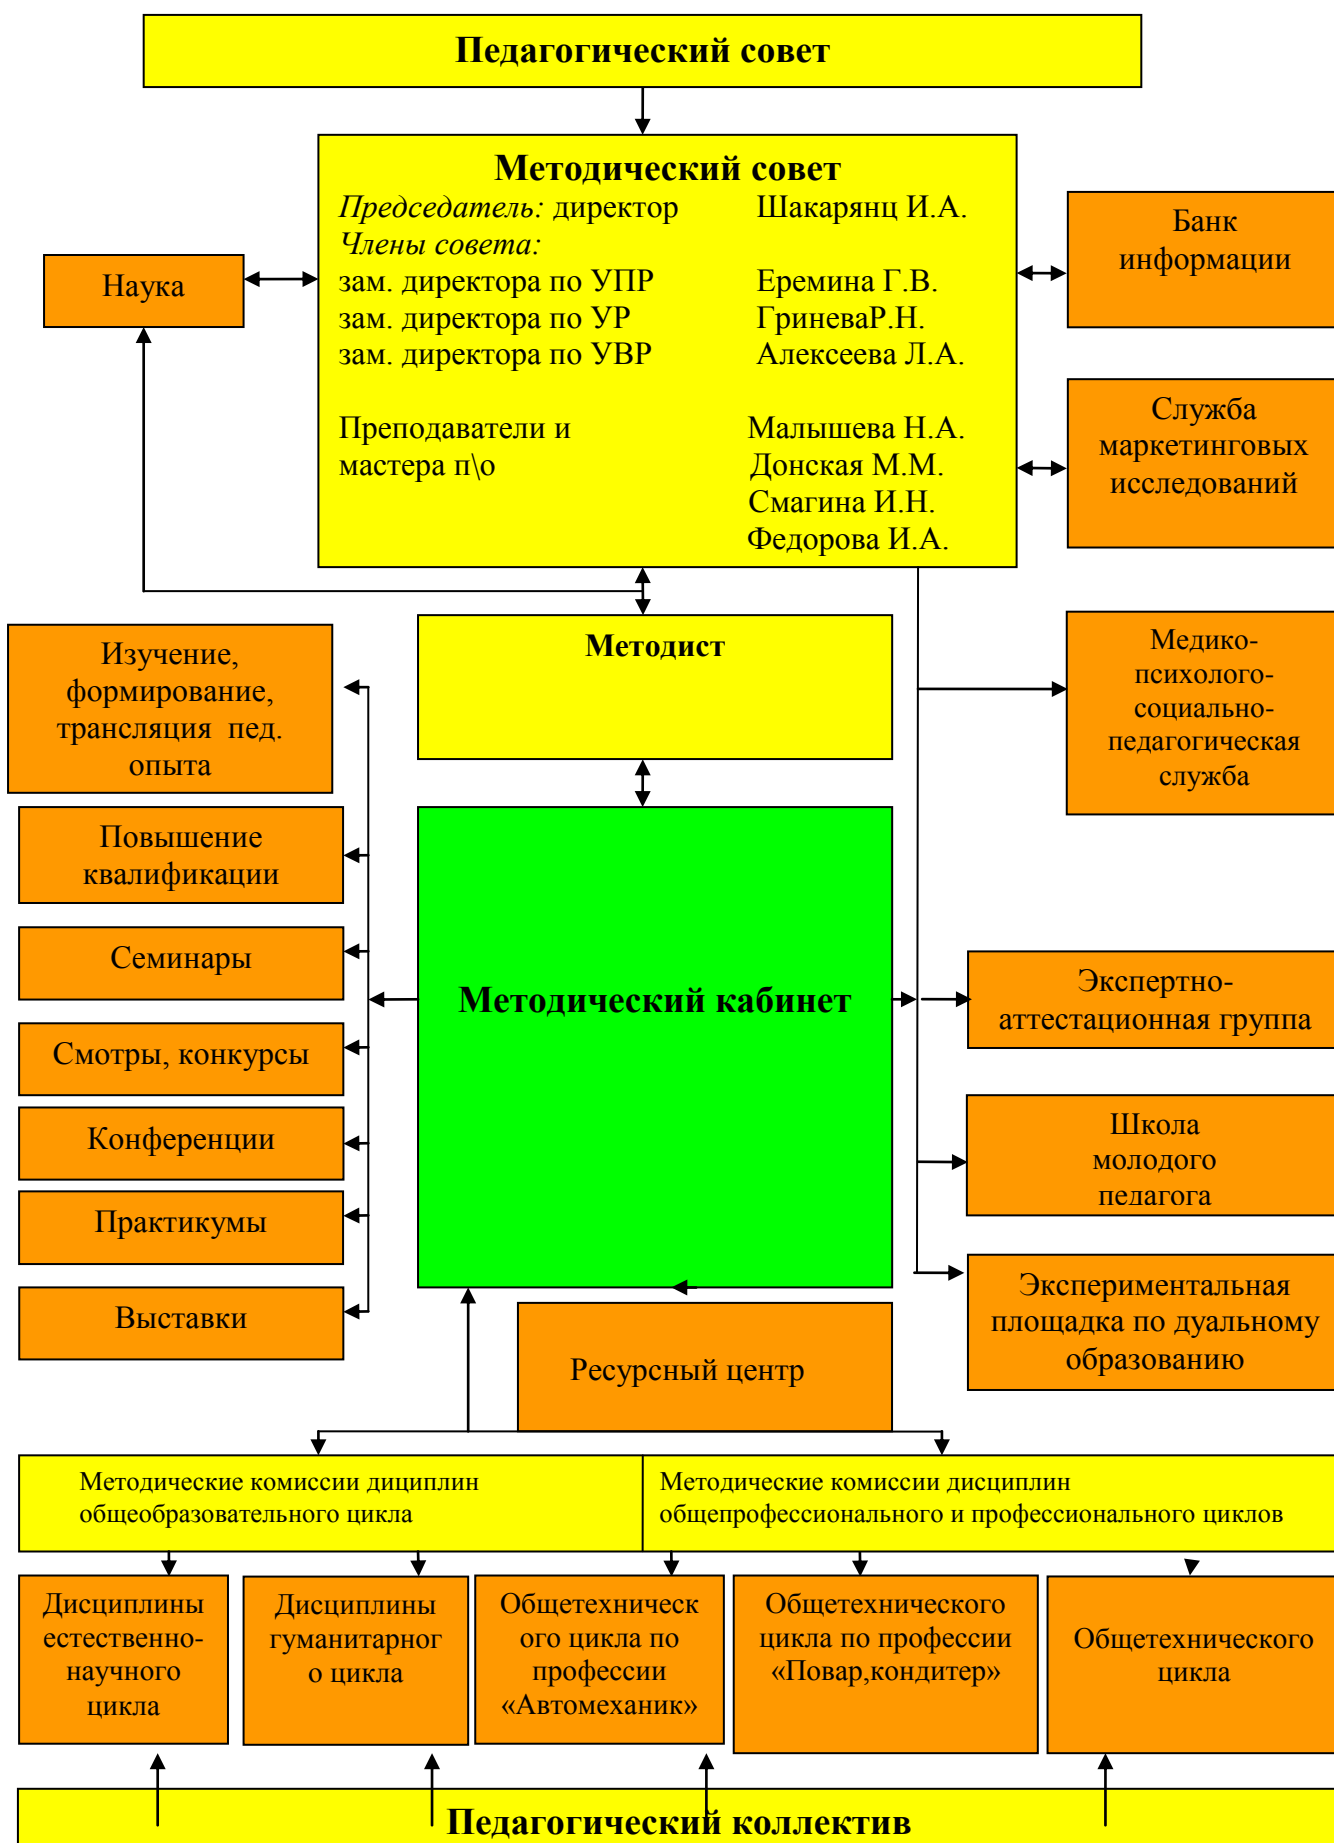 Педагогический совет
Методический совет
Председатель: директор Шакарянц И.А.
Члены совета:
зам. директора по УПР Еремина Г.В.
зам. директора по УР ГриневаР.Н.
зам. директора по УВР Алексеева Л.А.
Преподаватели и Малышева Н.А.
мастера п\о Донская М.М.
Смагина И.Н.
Федорова И.А.
Наука
Банк
информации
Служба
маркетинговых
исследований
Методист
Медико-
психолого-
социально-
педагогическая
служба
Изучение,
формирование,
трансляция пед.
опыта
Повышение
квалификации
Семинары
Смотры, конкурсы
Конференции
Практикумы
Выставки
Методический кабинет
Экспертно-
аттестационная группа
Школа
молодого
педагога
Экспериментальная
площадка по дуальному
образованию
Ресурсный центр
Методические комиссии дициплин
общеобразовательного цикла
Методические комиссии дисциплин
общепрофессионального и профессионального циклов
Дисциплины
естественно-
научного
цикла
Дисциплины
гуманитарног
о цикла
Общетехническ
ого цикла по
профессии
«Автомеханик»
Общетехнического
цикла по профессии
«Повар,кондитер»
Общетехнического
цикла
Педагогический коллектив